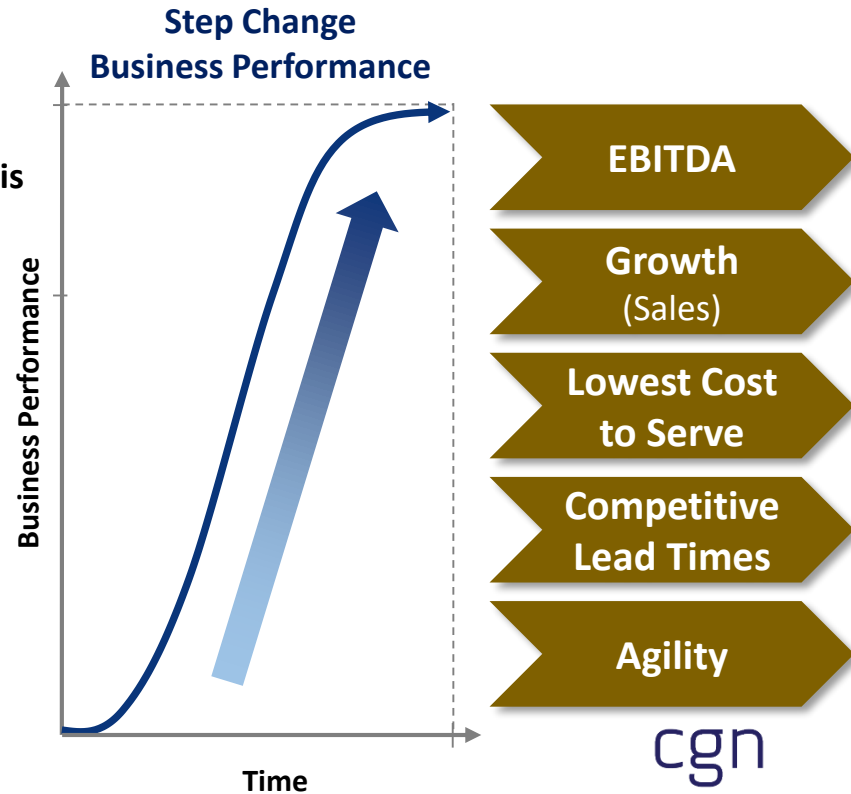 Step Change
Business Performance
is
Business Performance
Time
EBITDA
Growth
(Sales)
Lowest Cost
to Serve
Competitive
Lead Times
Agility
cgn